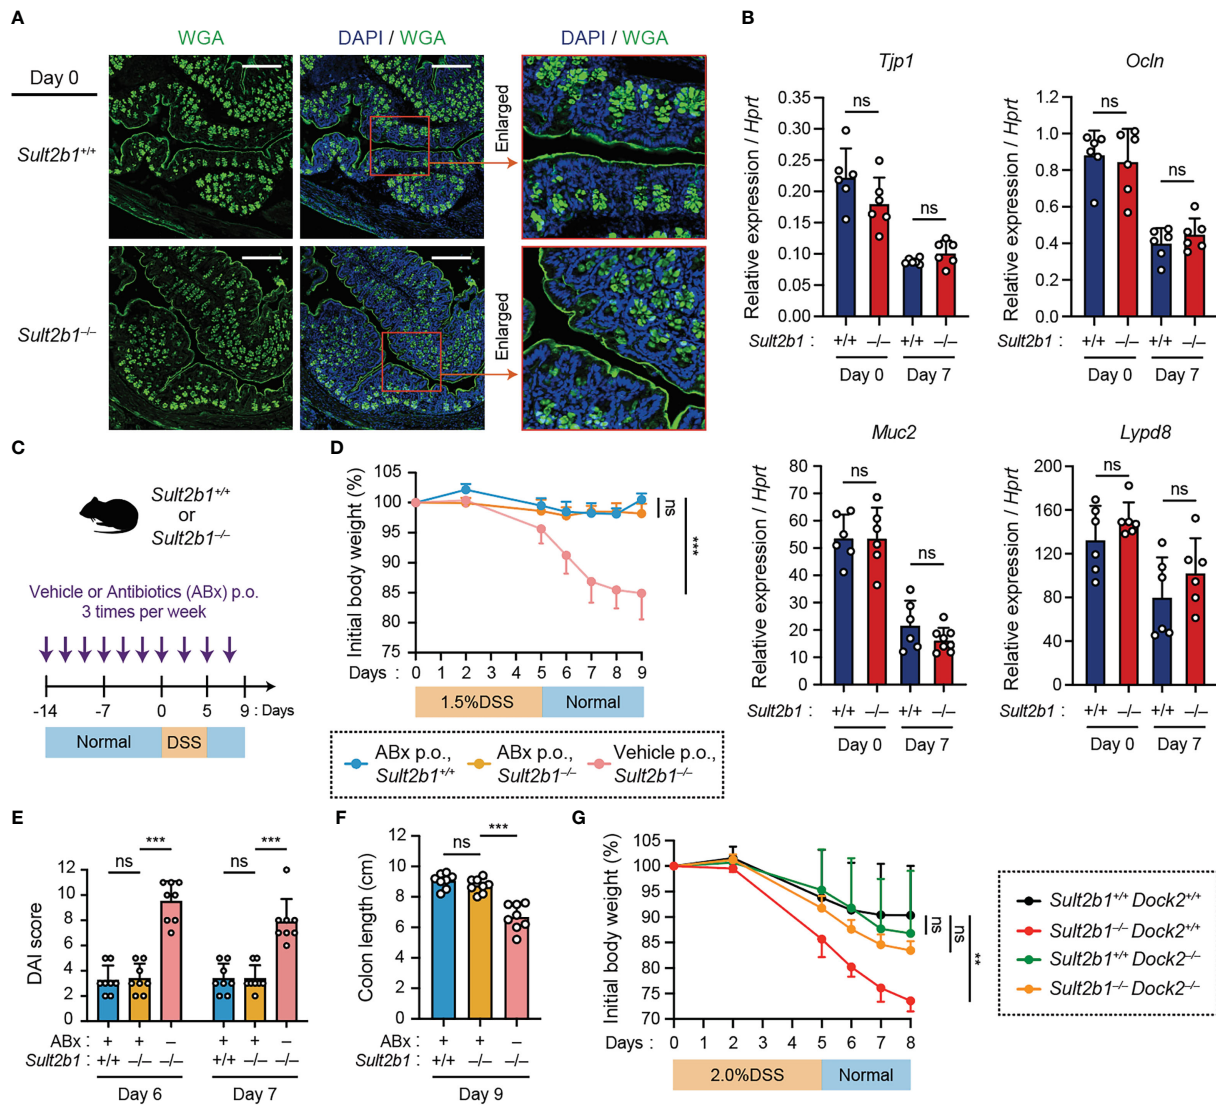 A
WGA
DAPI / WGA
DAPI / WGA
Day 0
Sult2b1+/+
Enlarged
Sult2b1–/–
Enlarged
B
Tjp1
Relative expression / Hprt
0.35
0.30
0.25
0.20
0.15
0.10
0.05
0.00
ns
ns
Sult2b1 : +/+ –/– +/+ –/–
Day 0 Day 7
Ocln
Relative expression / Hprt
1.2
1.0
0.8
0.6
0.4
0.2
0.0
ns
ns
Sult2b1 : +/+ –/– +/+ –/–
Day 0 Day 7
Muc2
Relative expression / Hprt
80
70
60
50
40
30
20
10
0
ns
ns
Sult2b1 : +/+ –/– +/+ –/–
Day 0 Day 7
Lypd8
Relative expression / Hprt
200
160
120
80
40
0
ns
ns
Sult2b1 : +/+ –/– +/+ –/–
Day 0 Day 7
C
Sult2b1+/+
or
Sult2b1–/–
Vehicle or Antibiotics (ABx) p.o.
3 times per week
-14 -7 0 5 9 : Days
Normal DSS
D
Initial body weight (%)
105
100
95
90
85
80
75
ns
***
Days : 0 1 2 3 4 5 6 7 8 9
1.5%DSS Normal
ABx p.o., Sult2b1+/+
ABx p.o., Sult2b1–/–
Vehicle p.o., Sult2b1–/–
E
DAI score
12
10
8
6
4
2
0
ns
***
ns
***
ABx : + + – + + –
Sult2b1 : +/+ –/– –/– +/+ –/– –/–
Day 6 Day 7
F
Colon length (cm)
12
10
8
6
4
2
0
ns
***
ABx : + + –
Sult2b1 : +/+ –/– –/–
Day 9
G
Initial body weight (%)
105
100
95
90
85
80
75
70
ns
ns
**
Days : 0 1 2 3 4 5 6 7 8
2.0%DSS Normal
Sult2b1+/+ Dock2+/+
Sult2b1–/– Dock2+/+
Sult2b1+/+ Dock2–/–
Sult2b1–/– Dock2–/–